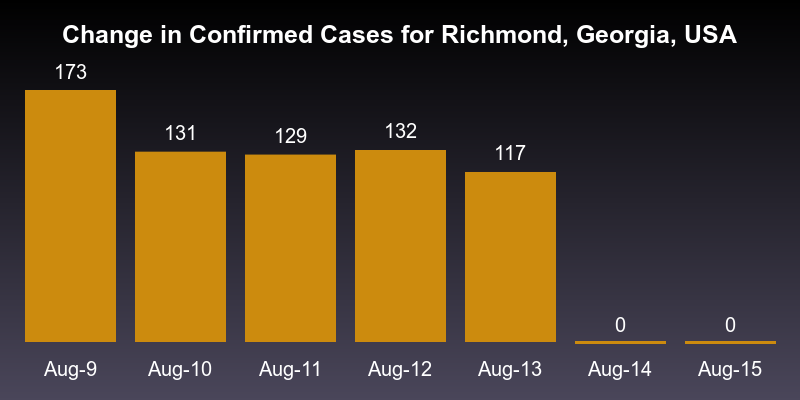 Change in Confirmed Cases for Richmond, Georgia, USA
173
131
129
132
117
0
0
Aug-9
Aug-10
Aug-11
Aug-12
Aug-13
Aug-14
Aug-15